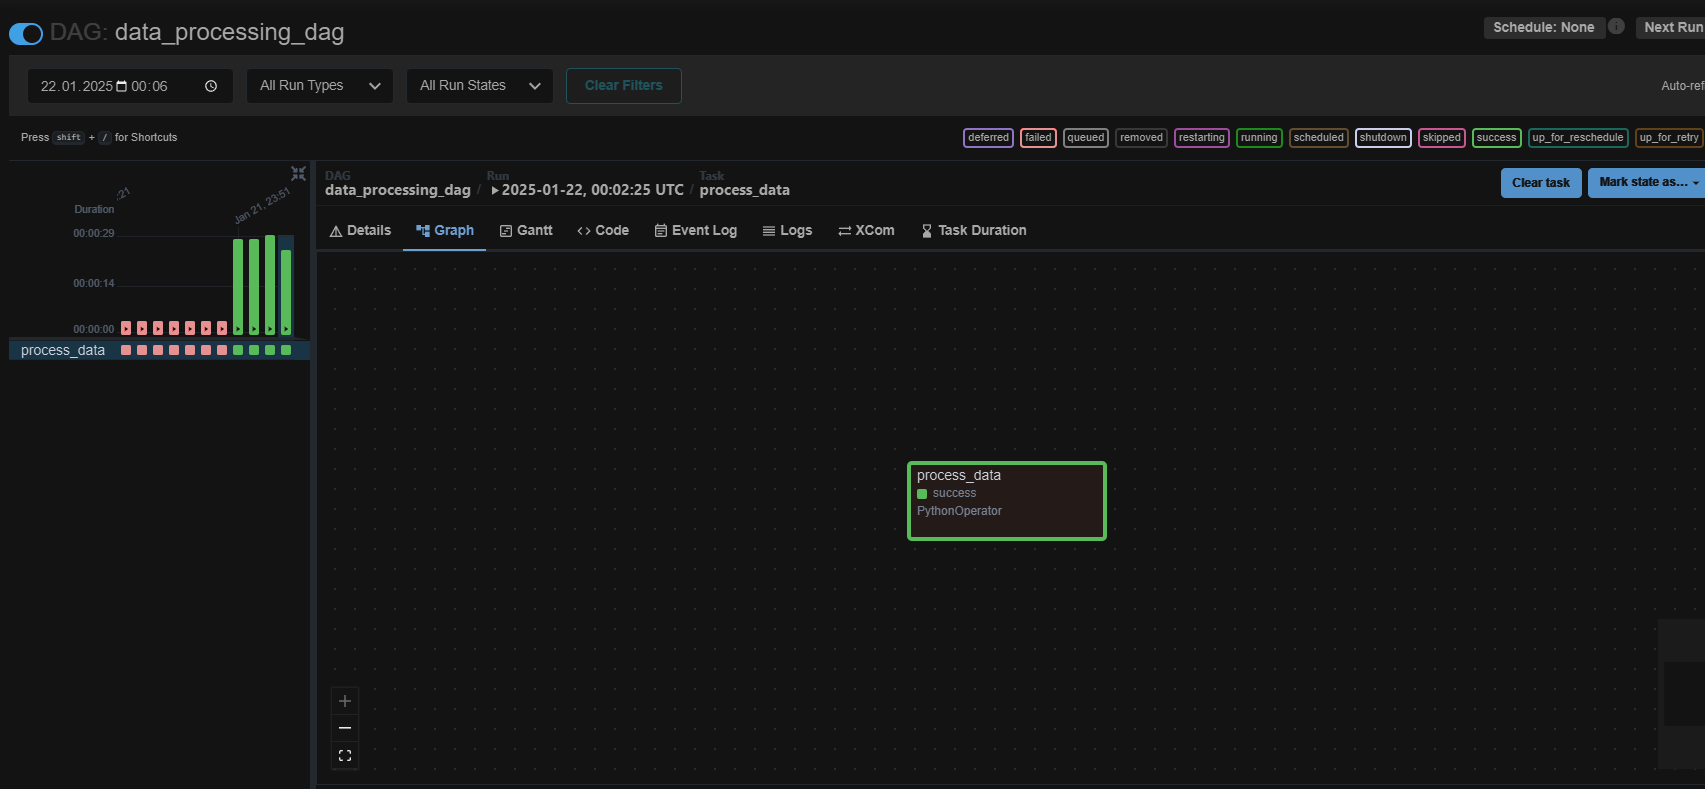 DAG: data_processing_dag
Schedule: None
Next Run
22.01.2025 00:06
All Run Types
All Run States
Clear Filters
Auto-ref
Press shift + / for Shortcuts
deferred failed queued removed restarting running scheduled shutdown skipped success up_for_reschedule up_for_retry
:21
Jan 21, 23:51
Duration
00:00:29
00:00:14
00:00:00
process_data
DAG Run Task
data_processing_dag / 2025-01-22, 00:02:25 UTC / process_data
Clear task
Mark state as...
Details Graph Gantt Code Event Log Logs XCom Task Duration
process_data
success
PythonOperator